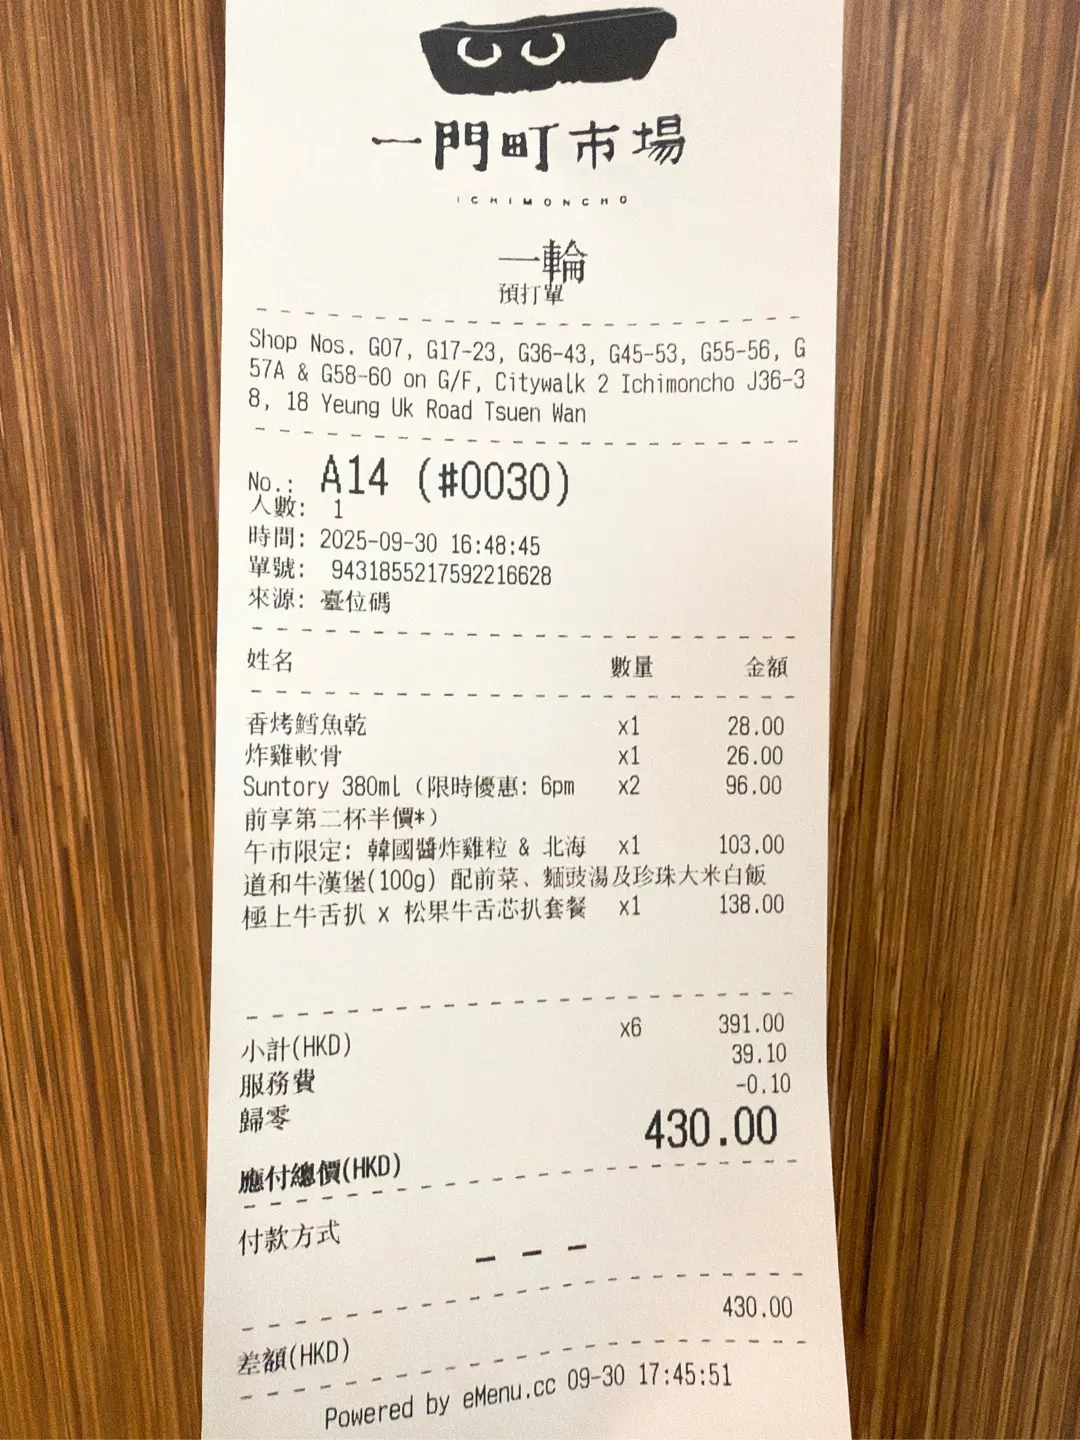 一門町市場
ICHIMONCHO
一輪
預打單
Shop Nos. G07, G17-23, G36-43, G45-53, G55-56, G
57A & G58-60 on G/F, Citywalk 2 Ichimoncho J36-3
8, 18 Yeung Uk Road Tsuen Wan
No.: A14 (#0030)
人數: 1
時間: 2025-09-30 16:48:45
單號: 9431855217592216628
來源: 臺位碼
姓名 數量 金額
香烤鱈魚乾 x1 28.00
炸雞軟骨 x1 26.00
Suntory 380ml (限時優惠: 6pm x2 96.00
前享第二杯半價*)
午市限定: 韓國醬炸雞粒 & 北海 x1 103.00
道和牛漢堡(100g) 配前菜、麵豉湯及珍珠大米白飯
極上牛舌扒 x 松果牛舌芯扒套餐 x1 138.00
小計(HKD) x6 391.00
服務費 39.10
歸零 -0.10
應付總價(HKD) 430.00
付款方式
---
差額(HKD) 430.00
Powered by eMenu.cc 09-30 17:45:51